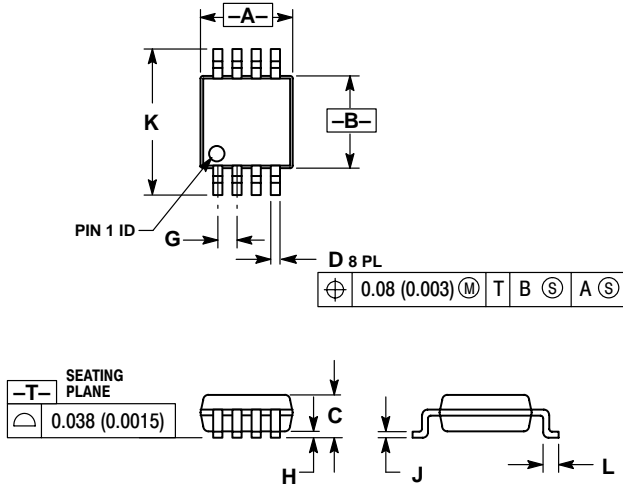 –A–
K
–B–
PIN 1 ID
G
D 8 PL
⌖ 0.08 (0.003) Ⓜ T B Ⓢ A Ⓢ
–T– SEATING
PLANE
⌓ 0.038 (0.0015)
C
H
J
L